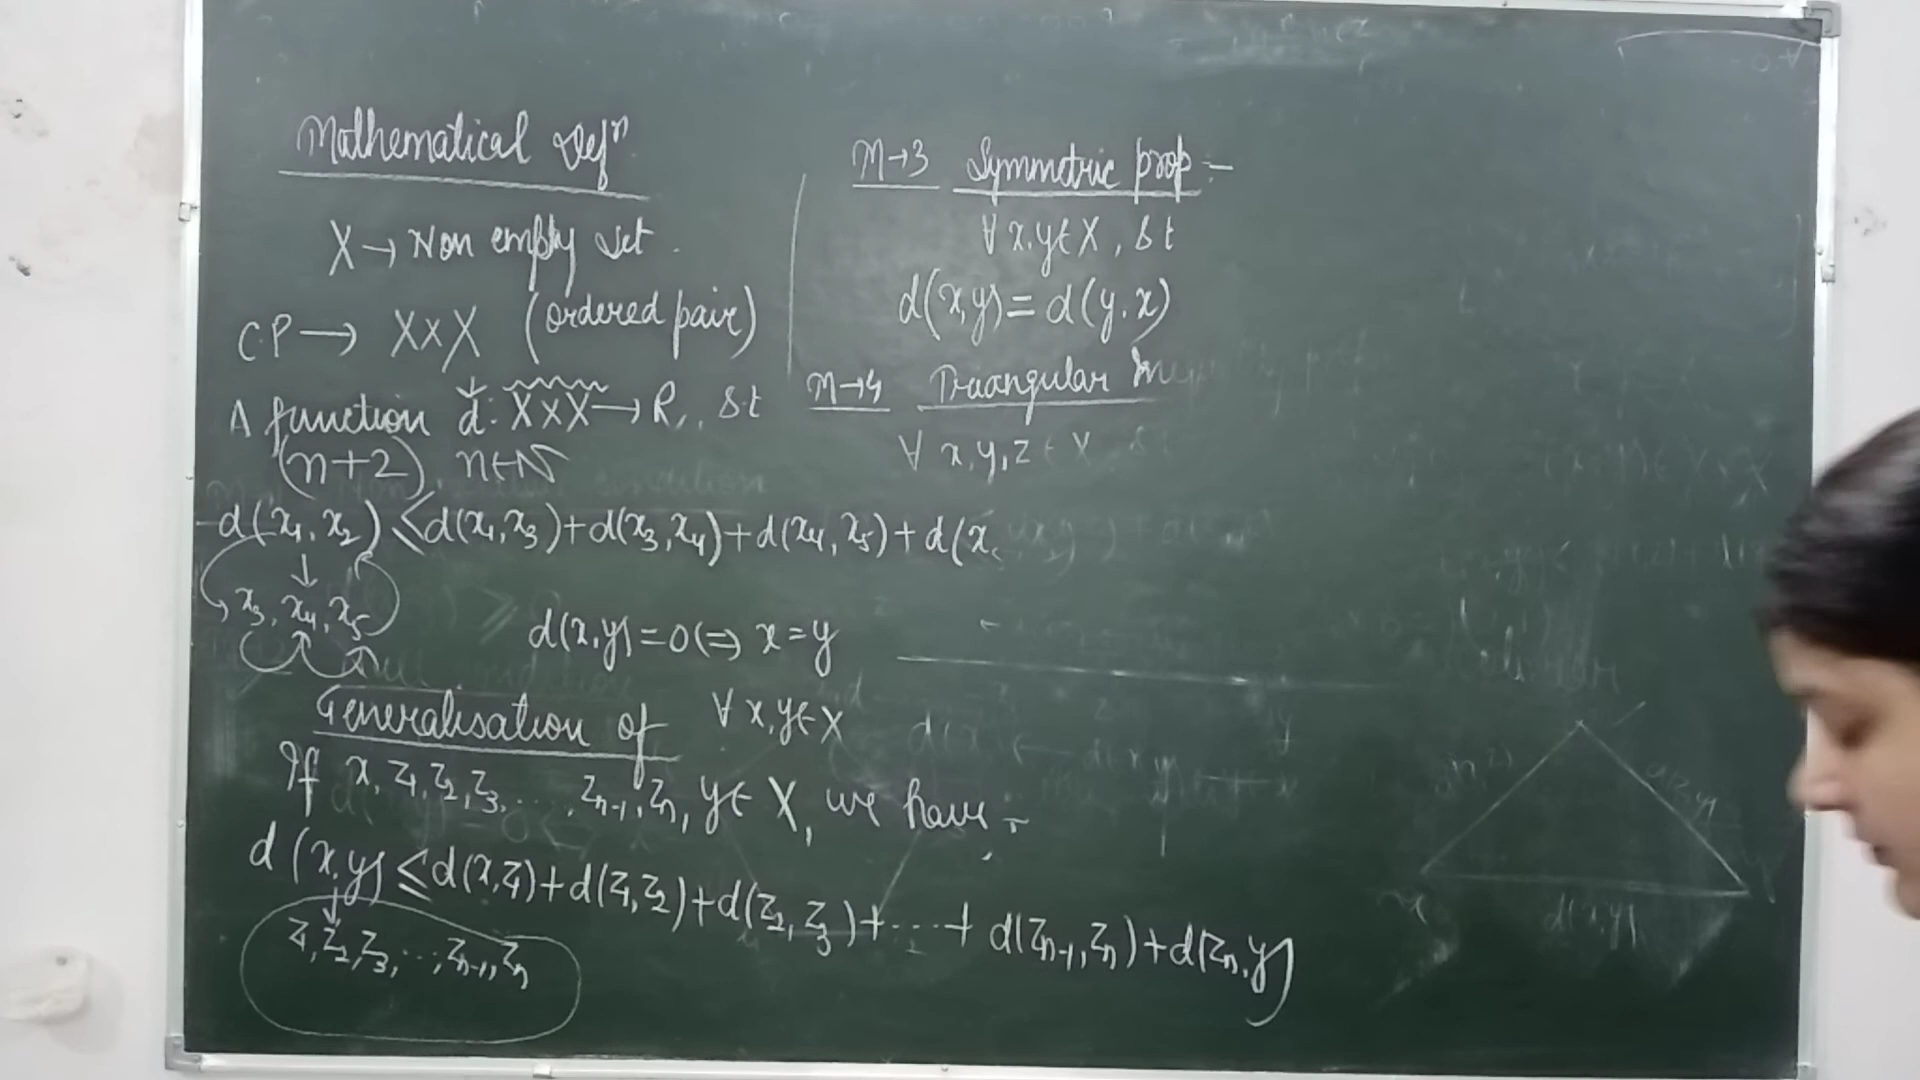 Mathematical Defⁿ.
X → Non empty set.
C.P → X×X (ordered pair)
A function d: X×X → R, s.t
(n+2), n∈N
d(x₁, x₂) ≤ d(x₁, x₃) + d(x₃, x₄) + d(x₄, x₅) + d(x₅
x₃, x₄, x₅
d(x,y) = 0 ⇔ x = y
∀ x,y ∈ X
Generalisation of
If x, z₁, z₂, z₃, ..., zₙ₋₁, zₙ, y ∈ X, we have :-
d(x,y) ≤ d(x,z₁) + d(z₁,z₂) + d(z₂, z₃) + ... + d(zₙ₋₁, zₙ) + d(zₙ, y)
z₁, z₂, z₃, ..., zₙ₋₁, zₙ
M→3 Symmetric prop :-
∀ x,y ∈ X, s t
d(x,y) = d(y,x)
M→4 Traangular In
∀ x, y, z ∈ X, st
d(x,y)